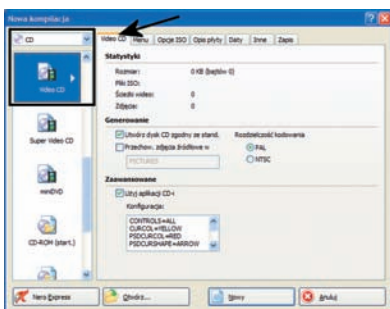 Nowa kompilacja
CD
Video CD
Super Video CD
miniDVD
CD-ROM (start.)
Video CD Menu Opcje ISO Opis płyty Daty Inne Zapis
Statystyki
Rozmiar: 0 KB (bajtów 0)
Pliki ISO:
Ścieżki wideo: 0
Zdjęcia: 0
Generowanie
Utwórz dysk CD zgodny ze stand.
Przechow. zdjęcia źródłowe w
PICTURES
Rozdzielczość kodowania
PAL
NTSC
Zaawansowane
Użyj aplikacji CD-i
Konfiguracja:
CONTROLS=ALL
CURCOL=YELLOW
PSDCURCOL=RED
PSDCURSHAPE=ARROW
Nero Express
Otwórz...
Nowy
Anuluj